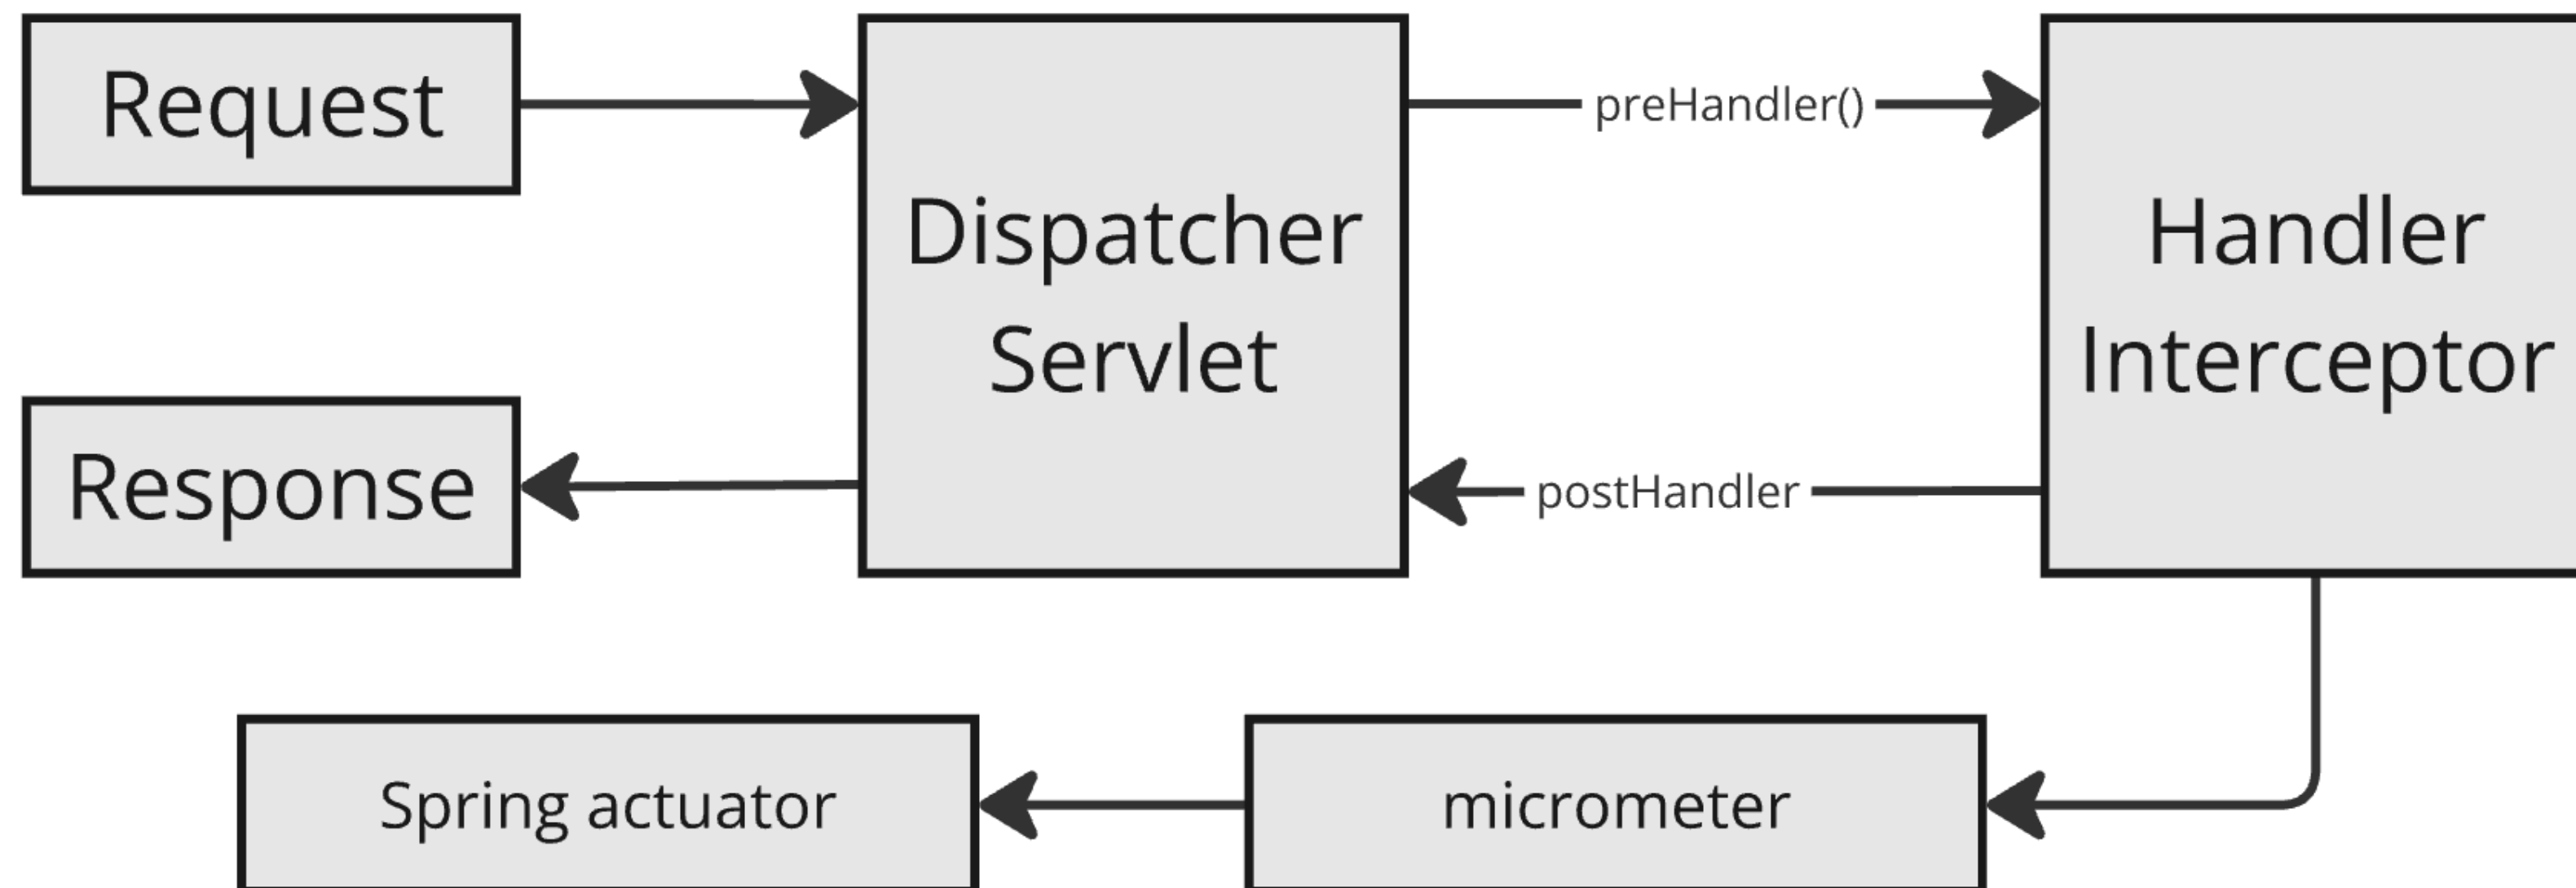 Request
preHandler()
Dispatcher
Servlet
Handler
Interceptor
Response
postHandler
Spring actuator
micrometer